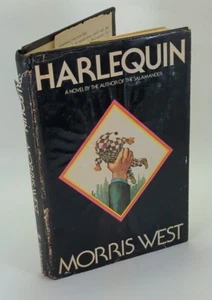 HARLEQUIN
A NOVEL BY THE AUTHOR OF THE SALAMANDER
MORRIS WEST